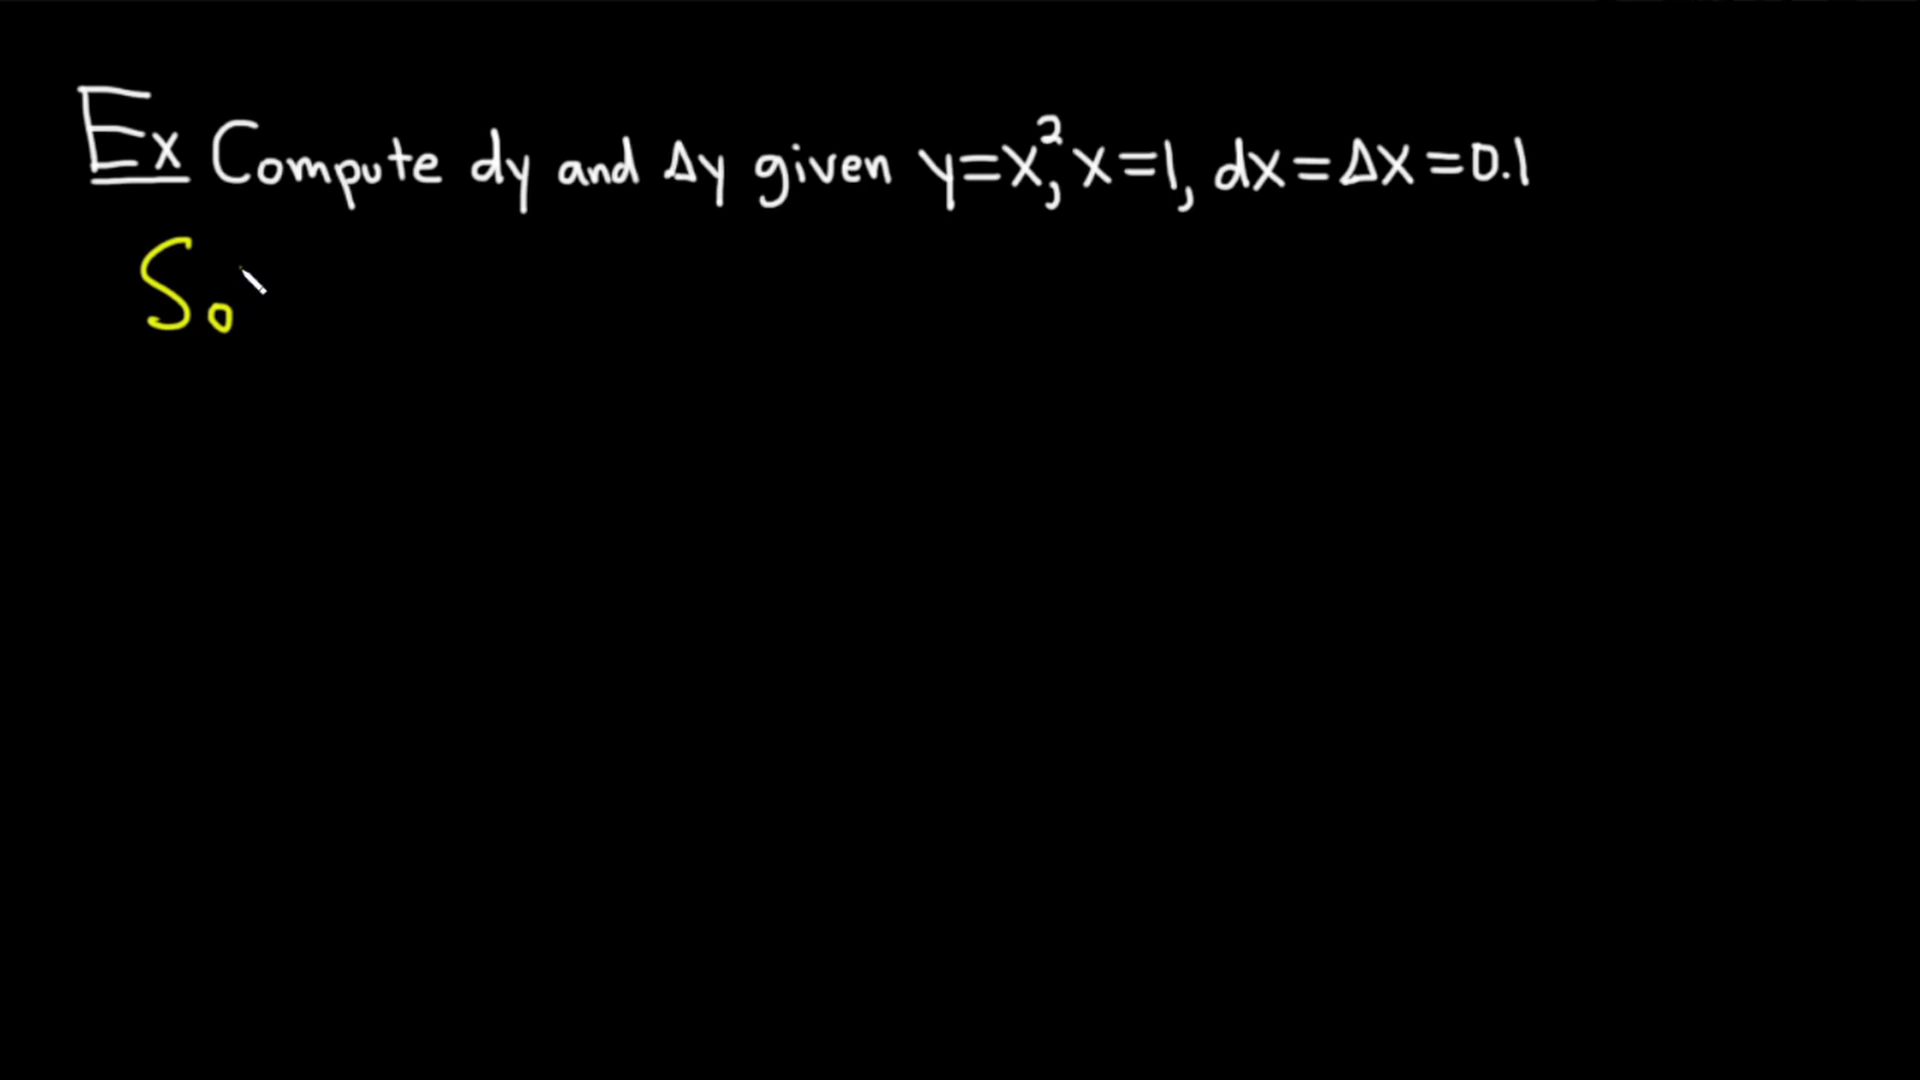 Ex Compute dy and Δy given y=x², x=1, dx=Δx=0.1
So